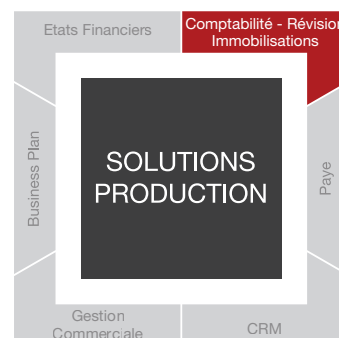 Etats Financiers
Comptabilité - Révision
Immobilisations
Business Plan
SOLUTIONS
PRODUCTION
Paye
Gestion
Commerciale
CRM